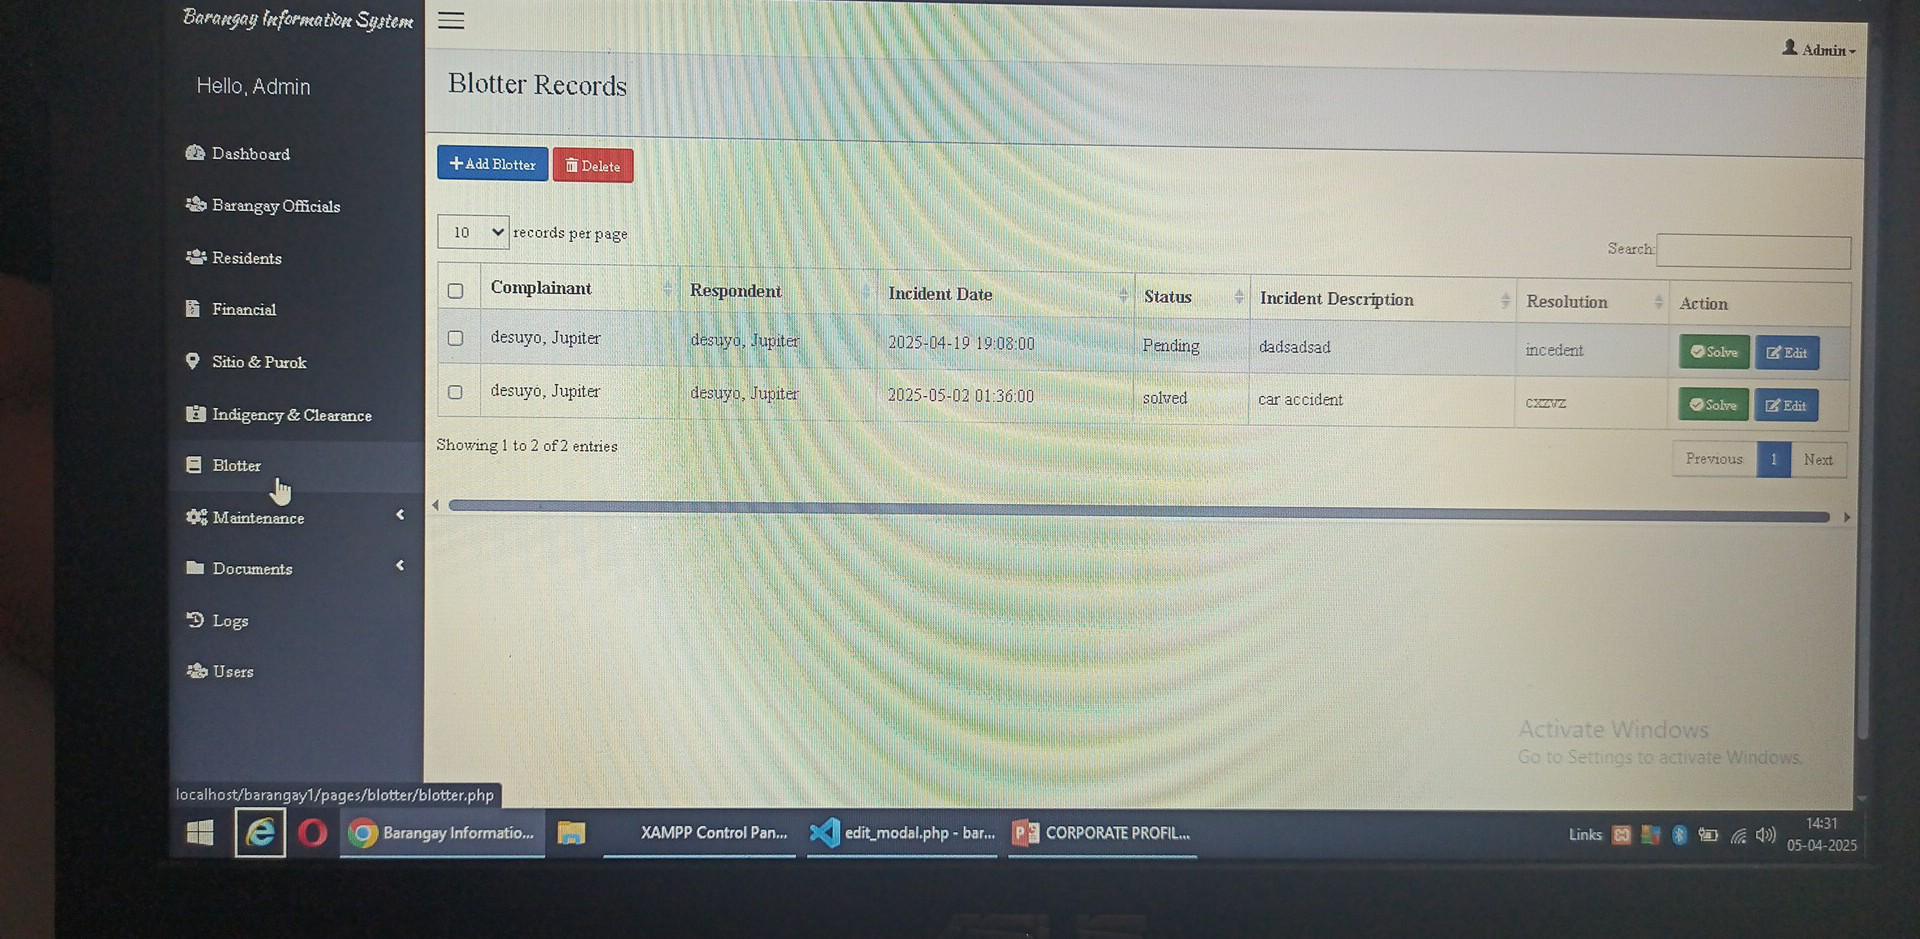 Barangay Information System
Admin
Hello, Admin
Blotter Records
Dashboard
Barangay Officials
Residents
Financial
Sitio & Purok
Indigency & Clearance
Blotter
Maintenance
Documents
Logs
Users
Add Blotter Delete
10 records per page
Search:
Complainant Respondent Incident Date Status Incident Description Resolution Action
desuyo, Jupiter desuyo, Jupiter 2025-04-19 19:08:00 Pending dadsadsad incedent Solve Edit
desuyo, Jupiter desuyo, Jupiter 2025-05-02 01:36:00 solved car accident cxzvz Solve Edit
Showing 1 to 2 of 2 entries
Previous 1 Next
Activate Windows
Go to Settings to activate Windows.
localhost/barangay1/pages/blotter/blotter.php
Barangay Informatio... XAMPP Control Pan... edit_modal.php - bar... CORPORATE PROFIL... Links
14:31
05-04-2025